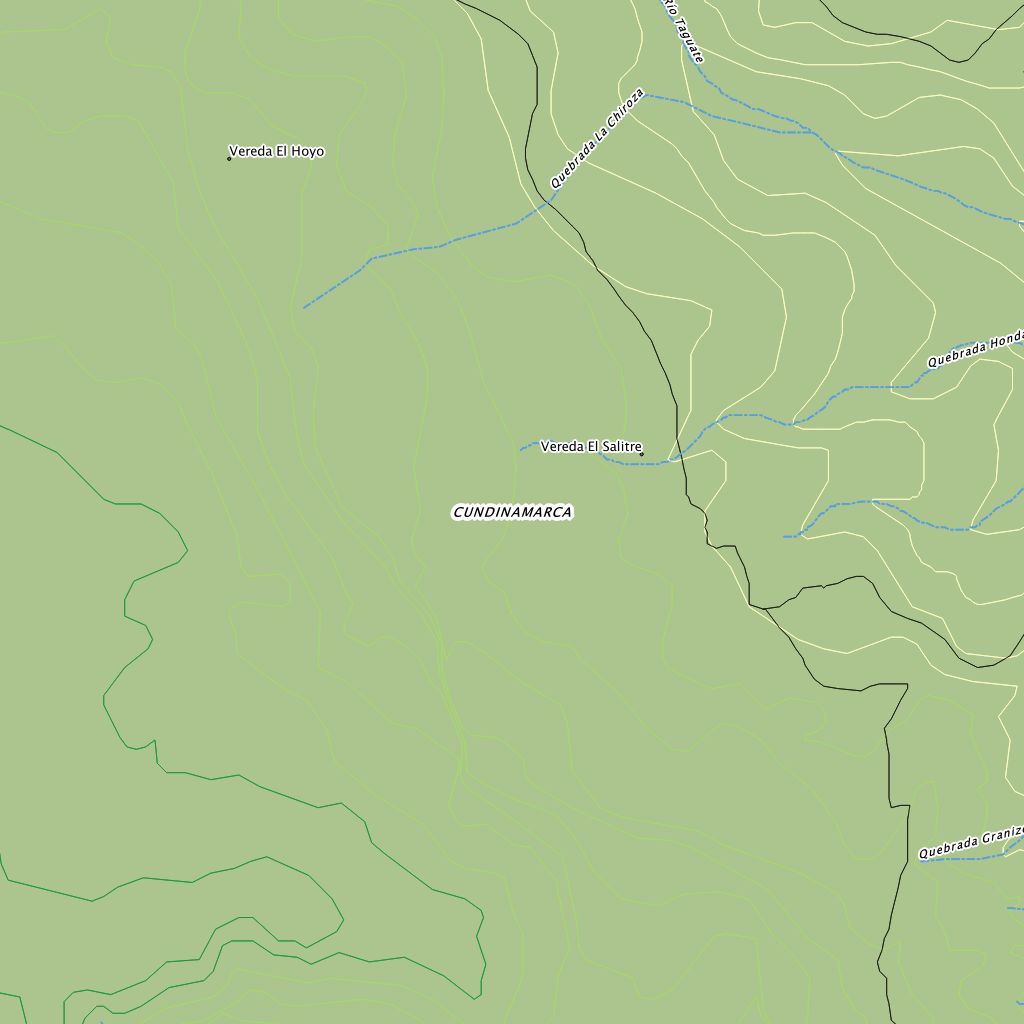 Río Taguate
Quebrada La Chiroza
Vereda El Hoyo
Quebrada Honda
Vereda El Salitre
CUNDINAMARCA